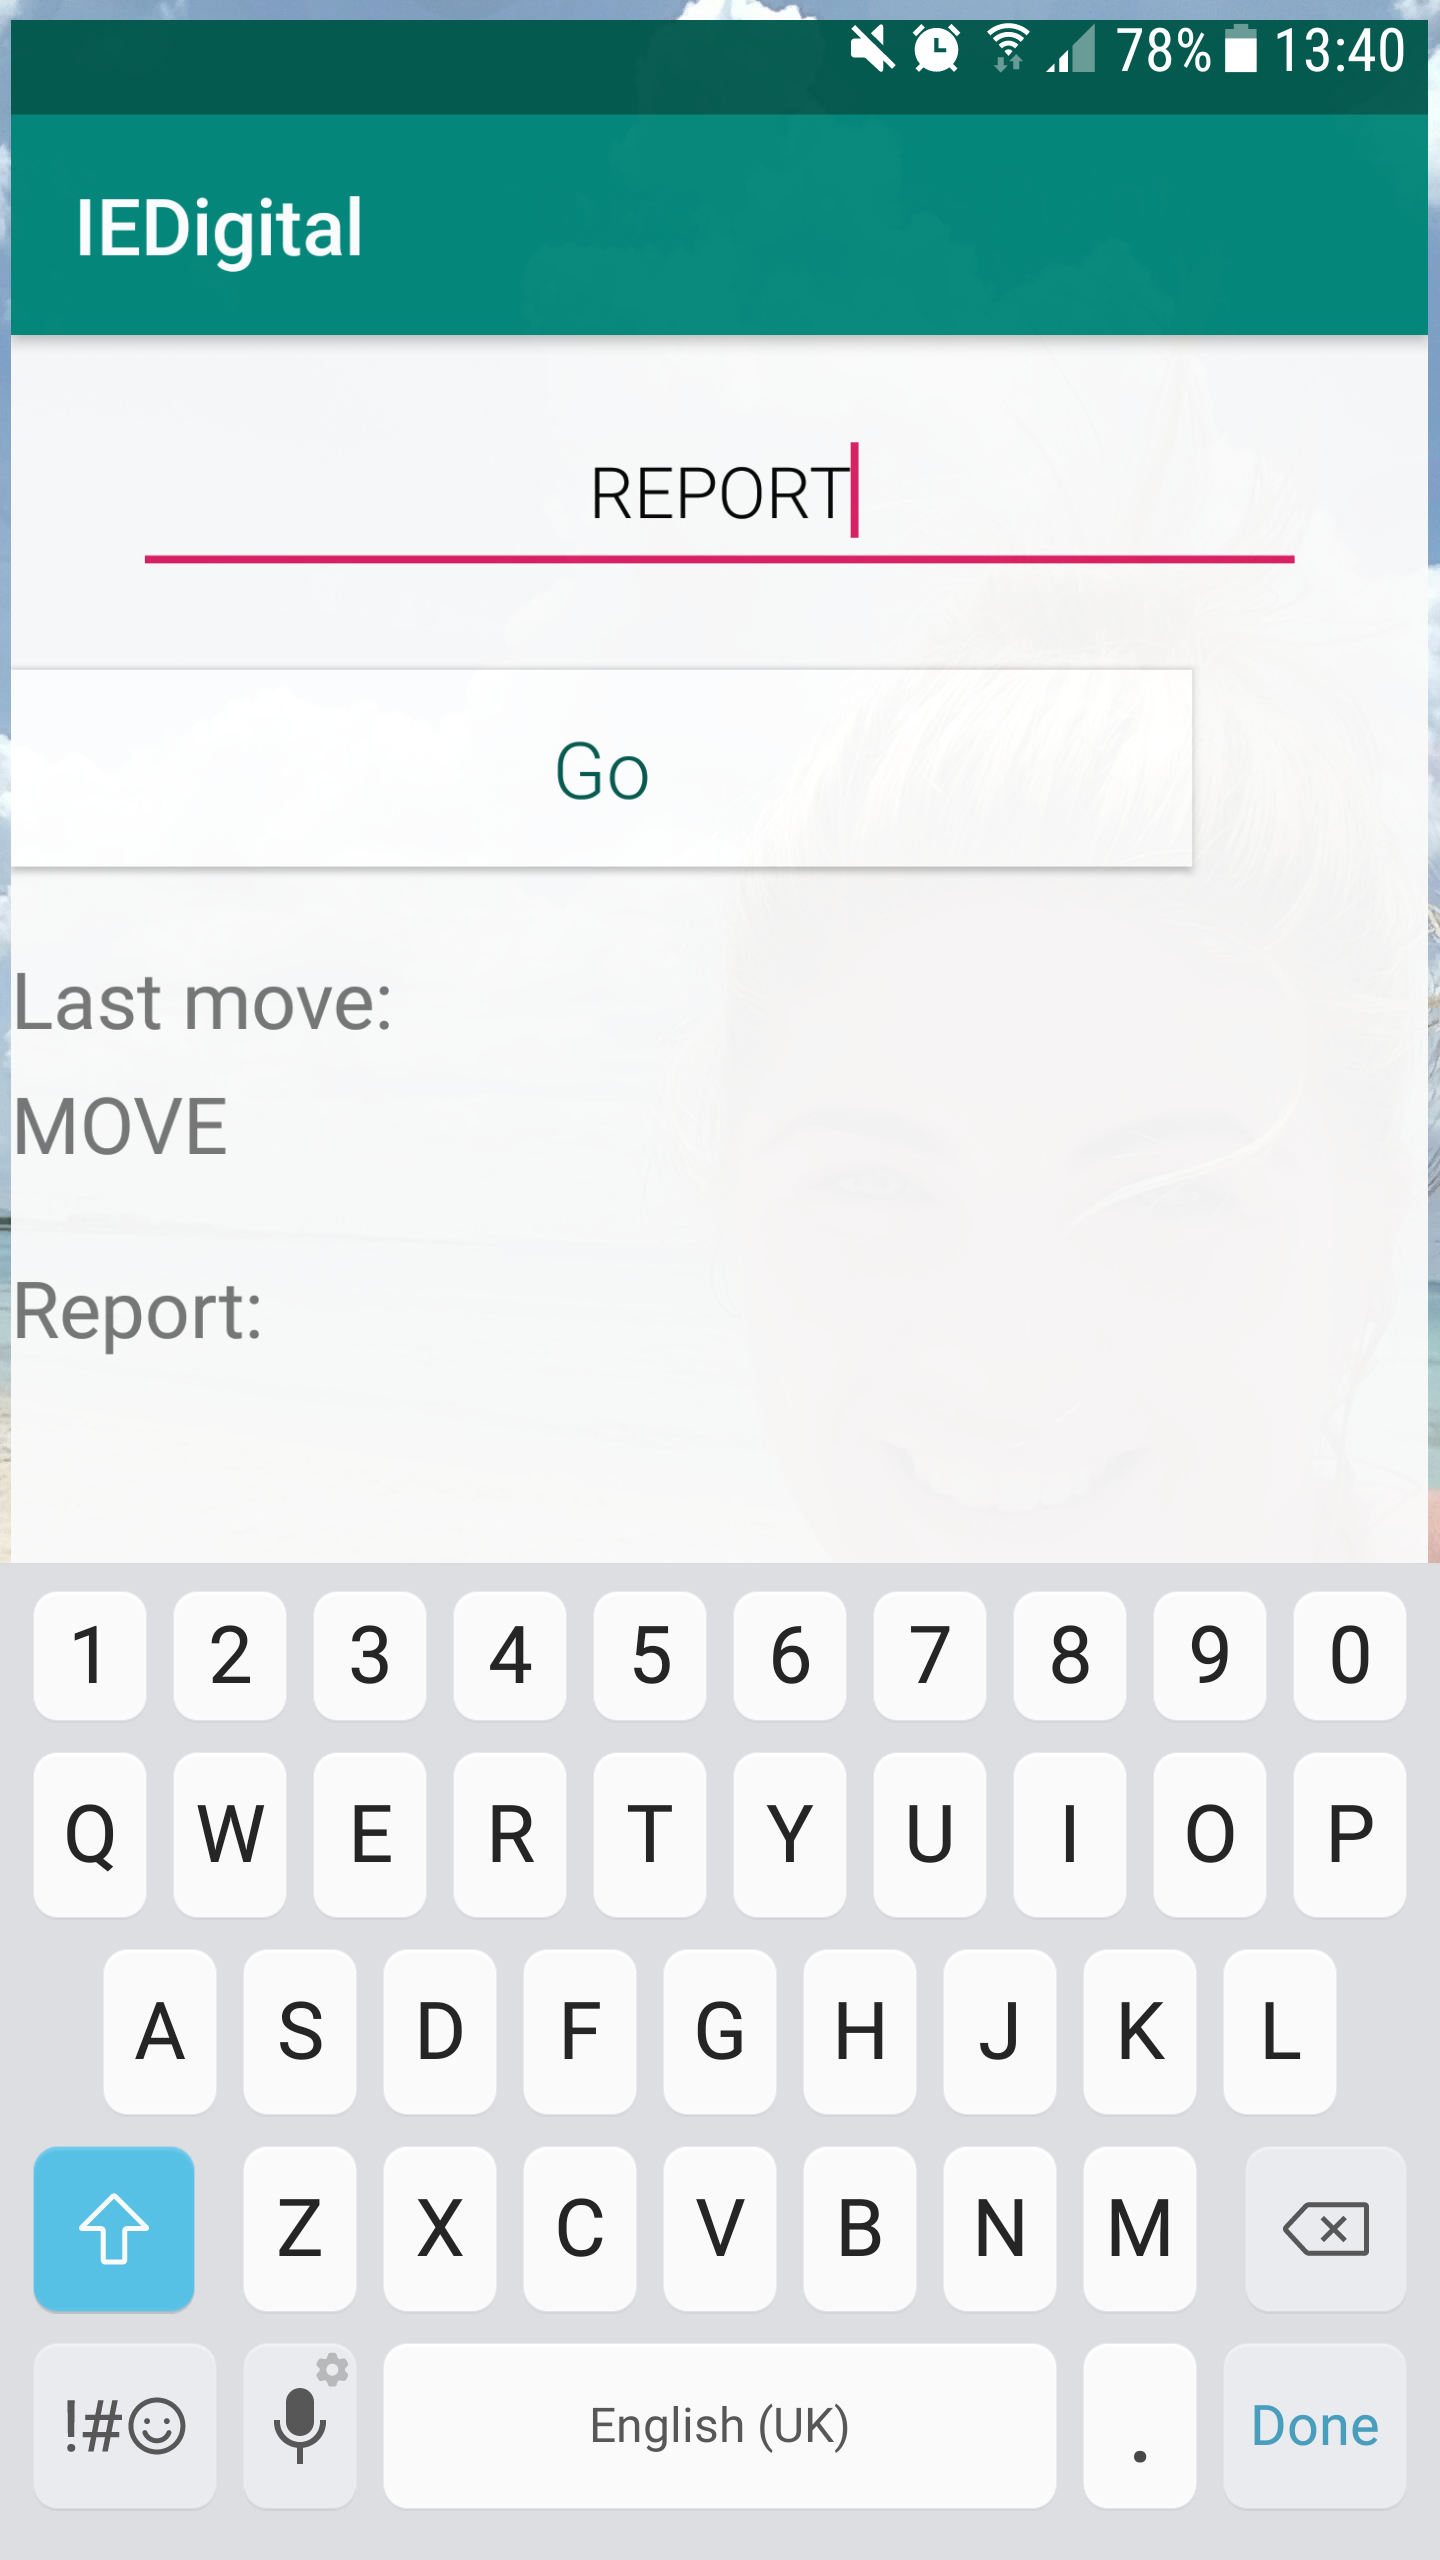 78% 13:40
IEDigital
REPORT
Go
Last move:
MOVE
Report:
1 2 3 4 5 6 7 8 9 0
Q W E R T Y U I O P
A S D F G H J K L
Z X C V B N M
!#☺ English (UK) . Done